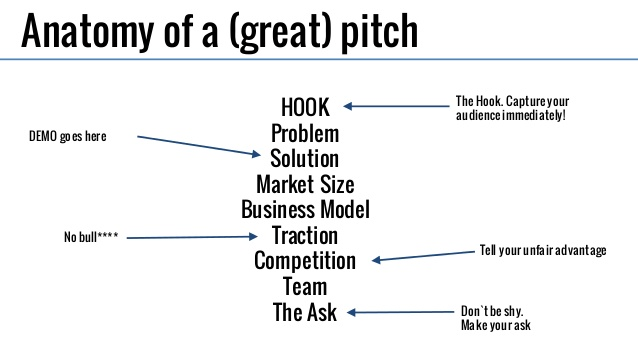 Anatomy of a (great) pitch
HOOK
The Hook. Capture your
audience immediately!
Problem
DEMO goes here
Solution
Market Size
Business Model
No bull****
Traction
Competition
Tell your unfair advantage
Team
The Ask
Don`t be shy.
Make your ask